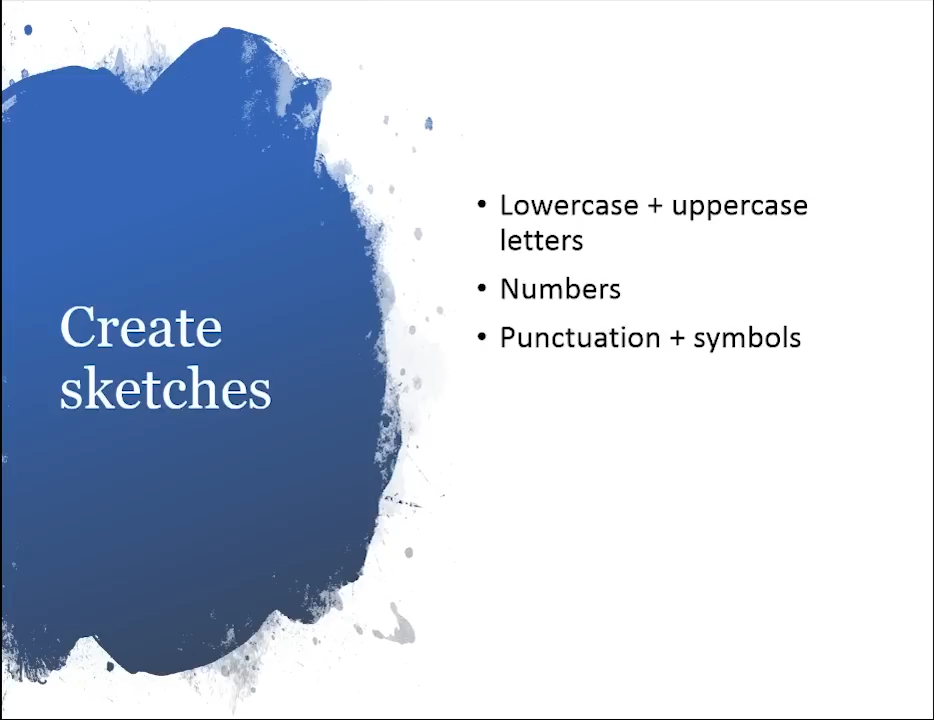 Create
sketches
• Lowercase + uppercase
letters
• Numbers
• Punctuation + symbols